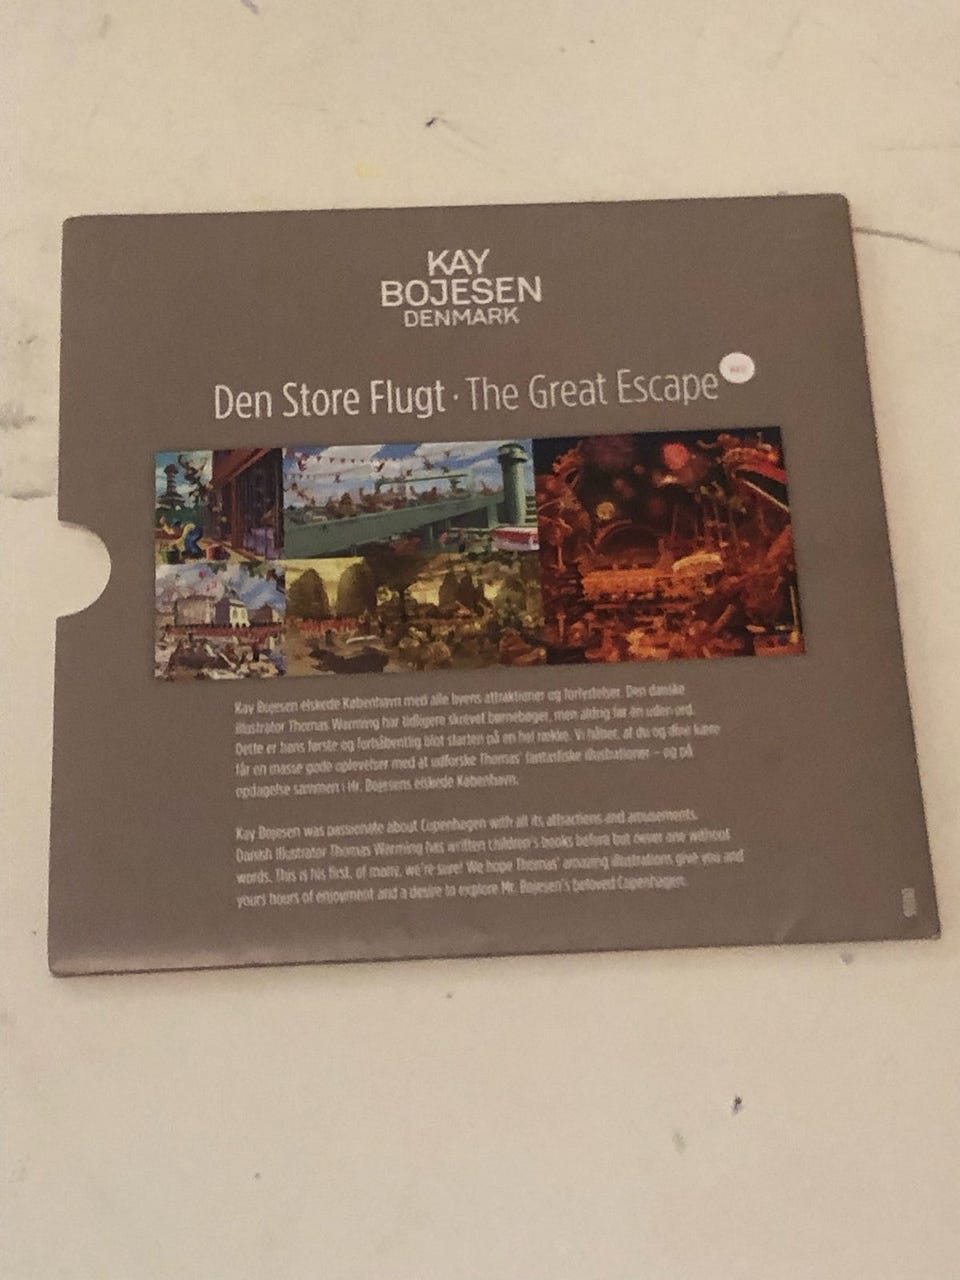 KAY
BOJESEN
DENMARK
Den Store Flugt · The Great Escape
Kay Bojesen elskede København med alle byens attraktioner og forlystelser. Den danske
illustrator Thomas Warming har tidligere skrevet børnebøger, men aldrig før én uden ord.
Dette er hans første og forhåbentlig blot starten på en hel række. Vi håber, at du og dine kære
får en masse gode oplevelser med at udforske Thomas' fantastiske illustrationer – og på
opdagelse sammen i Hr. Bojesens elskede København.
Kay Bojesen was passionate about Copenhagen with all its attractions and amusements.
Danish illustrator Thomas Warming has written children's books before but never one without
words. This is his first, of many, we're sure! We hope Thomas' amazing illustrations give you and
yours hours of enjoyment and a desire to explore Mr. Bojesen's beloved Copenhagen.